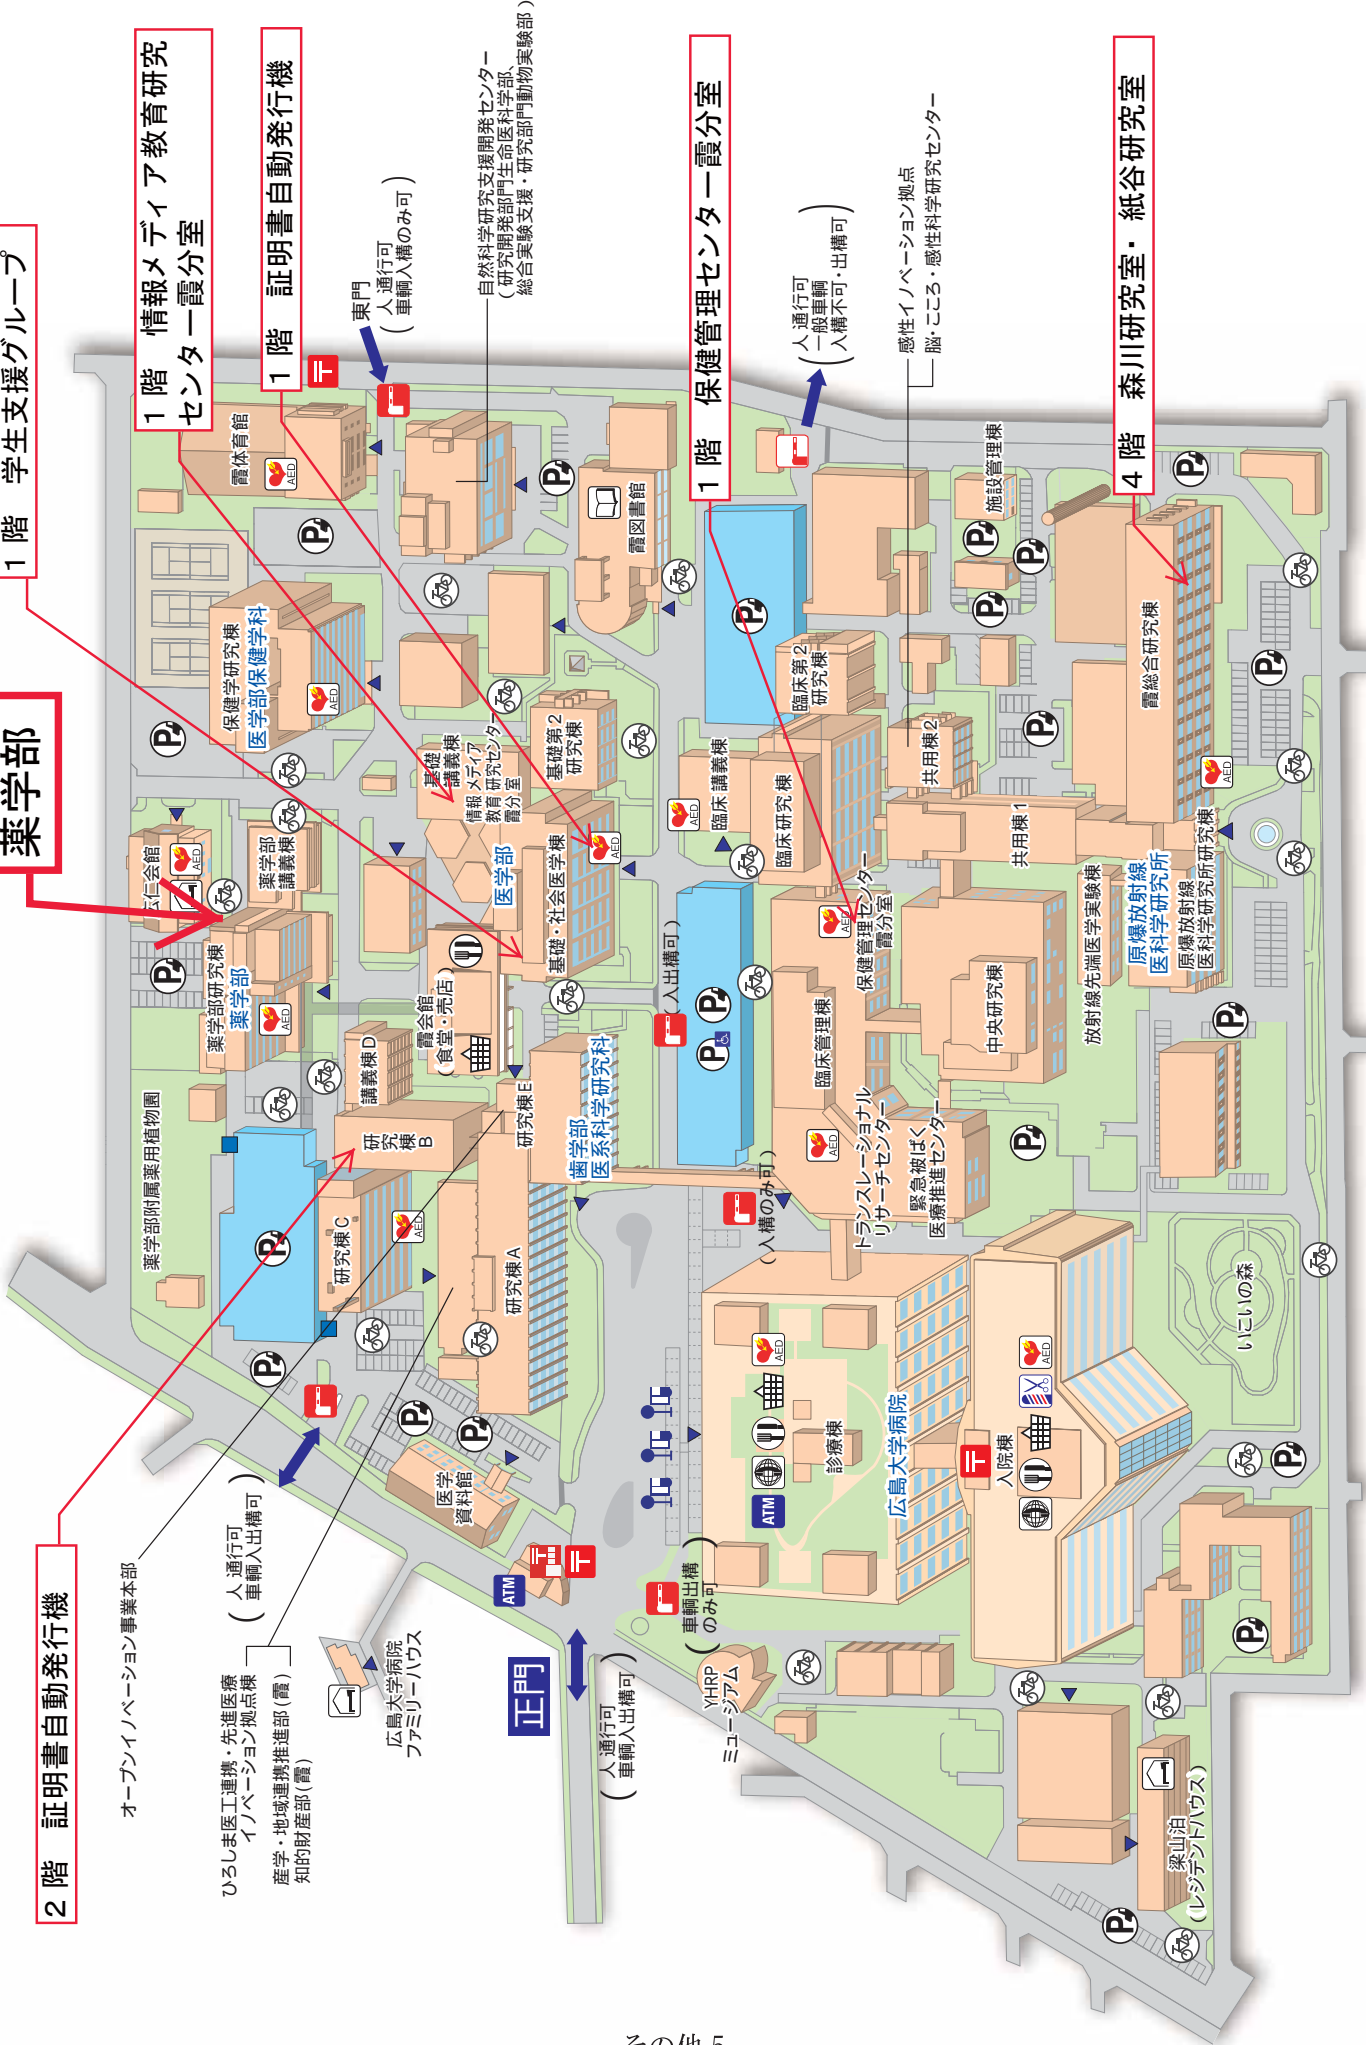 薬学部
1階 学生支援グループ
1階 情報メディア教育研究
センター霞分室
1階 証明書自動発行機
1階 保健管理センター霞分室
4階 森川研究室・紙谷研究室
2階 証明書自動発行機
自然科学研究支援開発センター
(研究開発部門生命医科学部、
総合実験支援・研究部門動物実験部)
東門
(人 通行可
車輌入構のみ可)
(人 通行可
一般車輌
入構不可・出構可)
感性イノベーション拠点
脳・こころ・感性科学研究センター
霞体育館
AED
保健学研究棟
医学部保健学科
AED
霞図書館
施設管理棟
広仁会館
AED
薬学部
講義棟
薬学部研究棟
薬学部
AED
薬学部附属薬用植物園
基礎
講義棟
情報メディア
教育研究センター
霞分室
基礎第2
研究棟
医学部
基礎・社会医学棟
AED
霞会館
(食堂・売店)
講義棟D
研究棟E
研究棟B
研究棟C
AED
研究棟A
歯学部
医系科学研究科
臨床第2
研究棟
臨床講義棟
AED
臨床研究棟
共用棟2
共用棟1
霞総合研究棟
AED
保健管理センター
霞分室
AED
臨床管理棟
AED
中央研究棟
放射線先端医学実験棟
原爆放射線
医科学研究所
原爆放射線
医科学研究所研究棟
(入出構可)
トランスレーショナル
リサーチセンター
緊急被ばく
医療推進センター
(入構のみ可)
診療棟
AED
ATM
広島大学病院
入院棟
AED
いこいの森
医学
資料館
ATM
(人 通行可
車輌入出構可)
オープンイノベーション事業本部
ひろしま医工連携・先進医療
イノベーション拠点棟
産学・地域連携推進部(霞)
知的財産部(霞)
広島大学病院
ファミリーハウス
正門
(人 通行可
車輌入出構可)
(車輌出構
のみ可)
YHRP
ミュージアム
梁山泊
(レジデントハウス)
その他 5